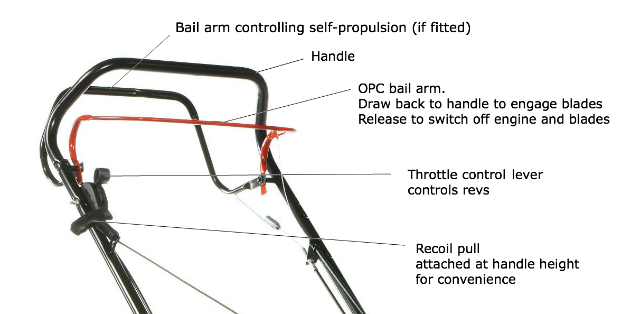 Bail arm controlling self-propulsion (if fitted)
Handle
OPC bail arm.
Draw back to handle to engage blades
Release to switch off engine and blades
Throttle control lever
controls revs
Recoil pull
attached at handle height
for convenience